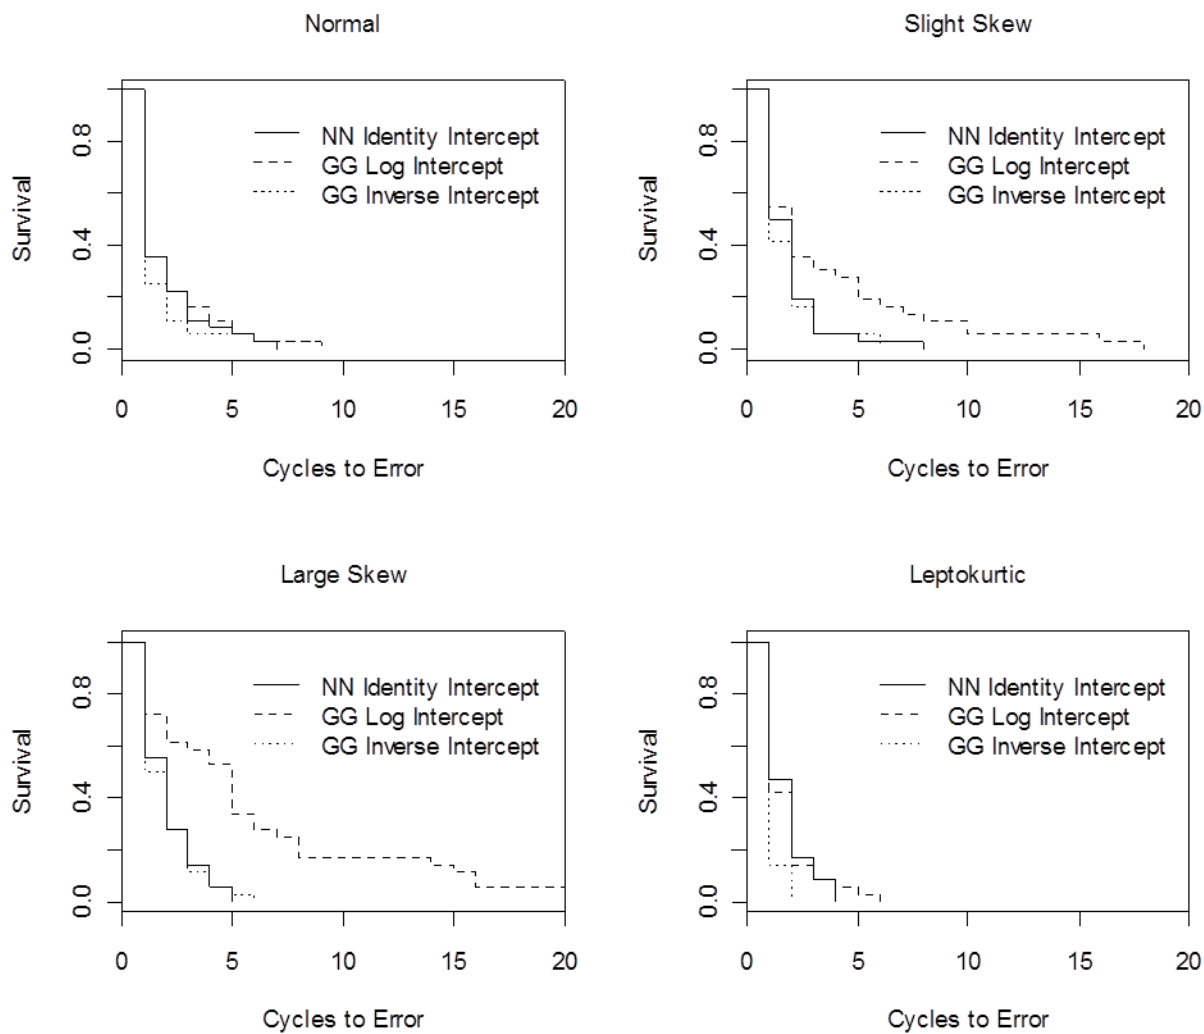 Normal
Survival
0.8
0.4
0.0
NN Identity Intercept
GG Log Intercept
GG Inverse Intercept
0 5 10 15 20
Cycles to Error
Slight Skew
Survival
0.8
0.4
0.0
NN Identity Intercept
GG Log Intercept
GG Inverse Intercept
0 5 10 15 20
Cycles to Error
Large Skew
Survival
0.8
0.4
0.0
NN Identity Intercept
GG Log Intercept
GG Inverse Intercept
0 5 10 15 20
Cycles to Error
Leptokurtic
Survival
0.8
0.4
0.0
NN Identity Intercept
GG Log Intercept
GG Inverse Intercept
0 5 10 15 20
Cycles to Error